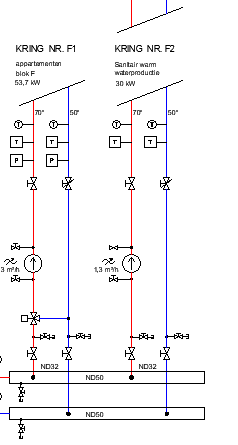 KRING NR. F1
appartementen
blok F
53,7 kW
70°
50°
T
T
T
T
P
P
3 m³/h
ND32
KRING NR. F2
Sanitair warm
waterproductie
30 kW
70°
50°
T
T
T
T
1,3 m³/h
ND32
ND50
ND50